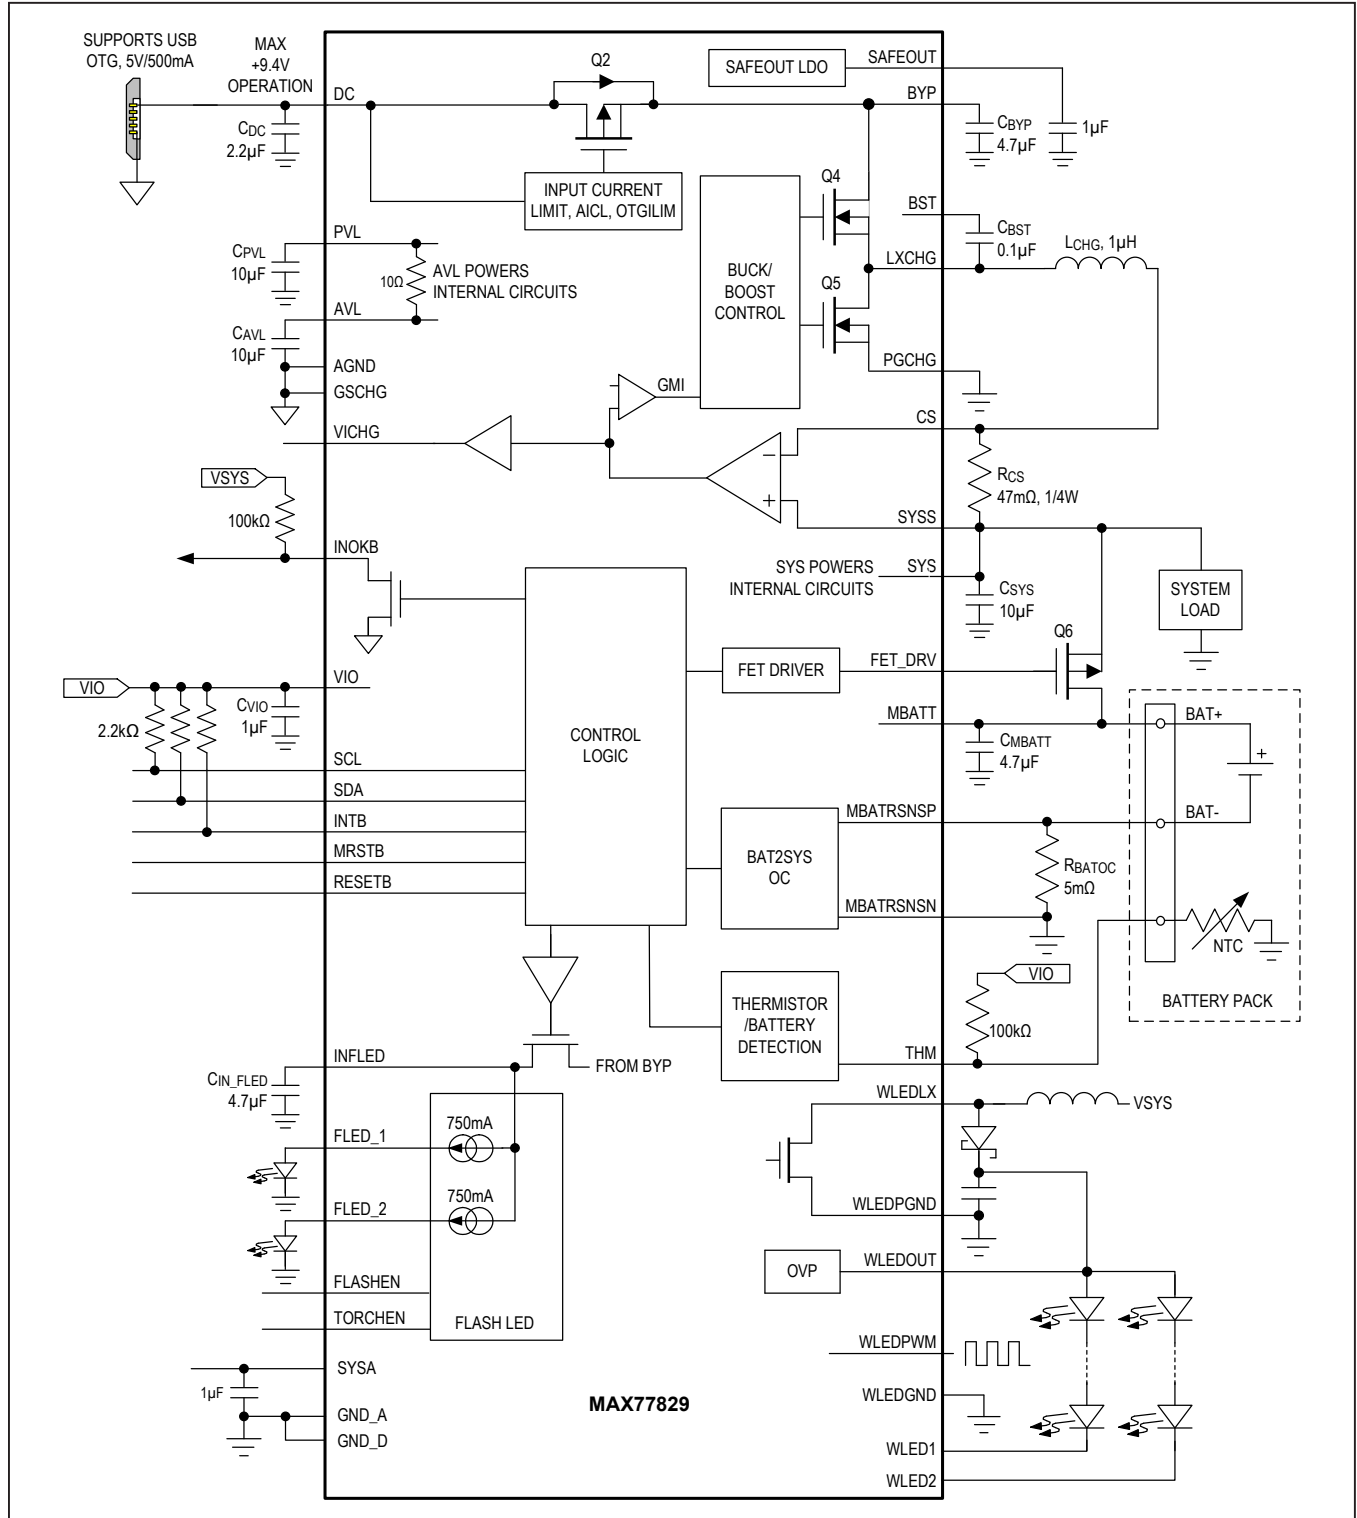 SUPPORTS USB
OTG, 5V/500mA
MAX
+9.4V
OPERATION
DC
CDC
2.2µF
Q2
SAFEOUT LDO
SAFEOUT
BYP
CBYP
4.7µF
1µF
INPUT CURRENT
LIMIT, AICL, OTGILIM
Q4
BST
CBST
0.1µF
LCHG, 1µH
LXCHG
BUCK/
BOOST
CONTROL
Q5
PGCHG
PVL
CPVL
10µF
10Ω
AVL POWERS
INTERNAL CIRCUITS
AVL
CAVL
10µF
AGND
GSCHG
GMI
VICHG
CS
RCS
47mΩ, 1/4W
SYSS
VSYS
100kΩ
INOKB
SYS POWERS
INTERNAL CIRCUITS
SYS
CSYS
10µF
SYSTEM
LOAD
Q6
FET DRIVER
FET_DRV
VIO
VIO
CVIO
1µF
2.2kΩ
CONTROL
LOGIC
MBATT
CMBATT
4.7µF
BAT+
+
SCL
SDA
INTB
MRSTB
RESETB
BAT2SYS
OC
MBATRSNSP
BAT-
RBATOC
5mΩ
MBATRSNSN
NTC
VIO
BATTERY PACK
THERMISTOR
/BATTERY
DETECTION
100kΩ
THM
INFLED
FROM BYP
CIN_FLED
4.7µF
WLEDLX
VSYS
FLED_1
750mA
FLED_2
750mA
WLEDPGND
OVP
WLEDOUT
FLASHEN
TORCHEN
FLASH LED
WLEDPWM
SYSA
1µF
MAX77829
WLEDGND
GND_A
GND_D
WLED1
WLED2